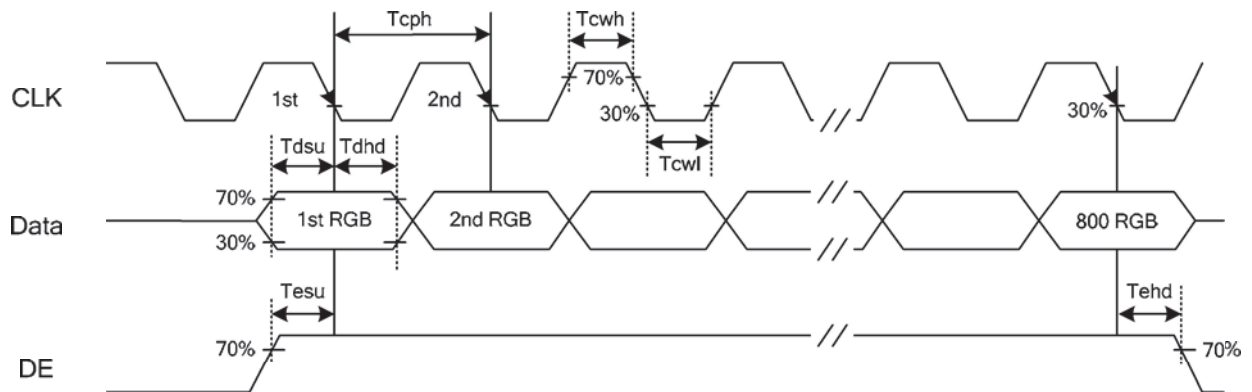 Tcph
Tcwh
CLK
1st
2nd
70%
30%
30%
//
Tdsu
Tdhd
Tcwl
Data
70%
30%
1st RGB
2nd RGB
//
//
800 RGB
Tesu
Tehd
DE
70%
//
70%